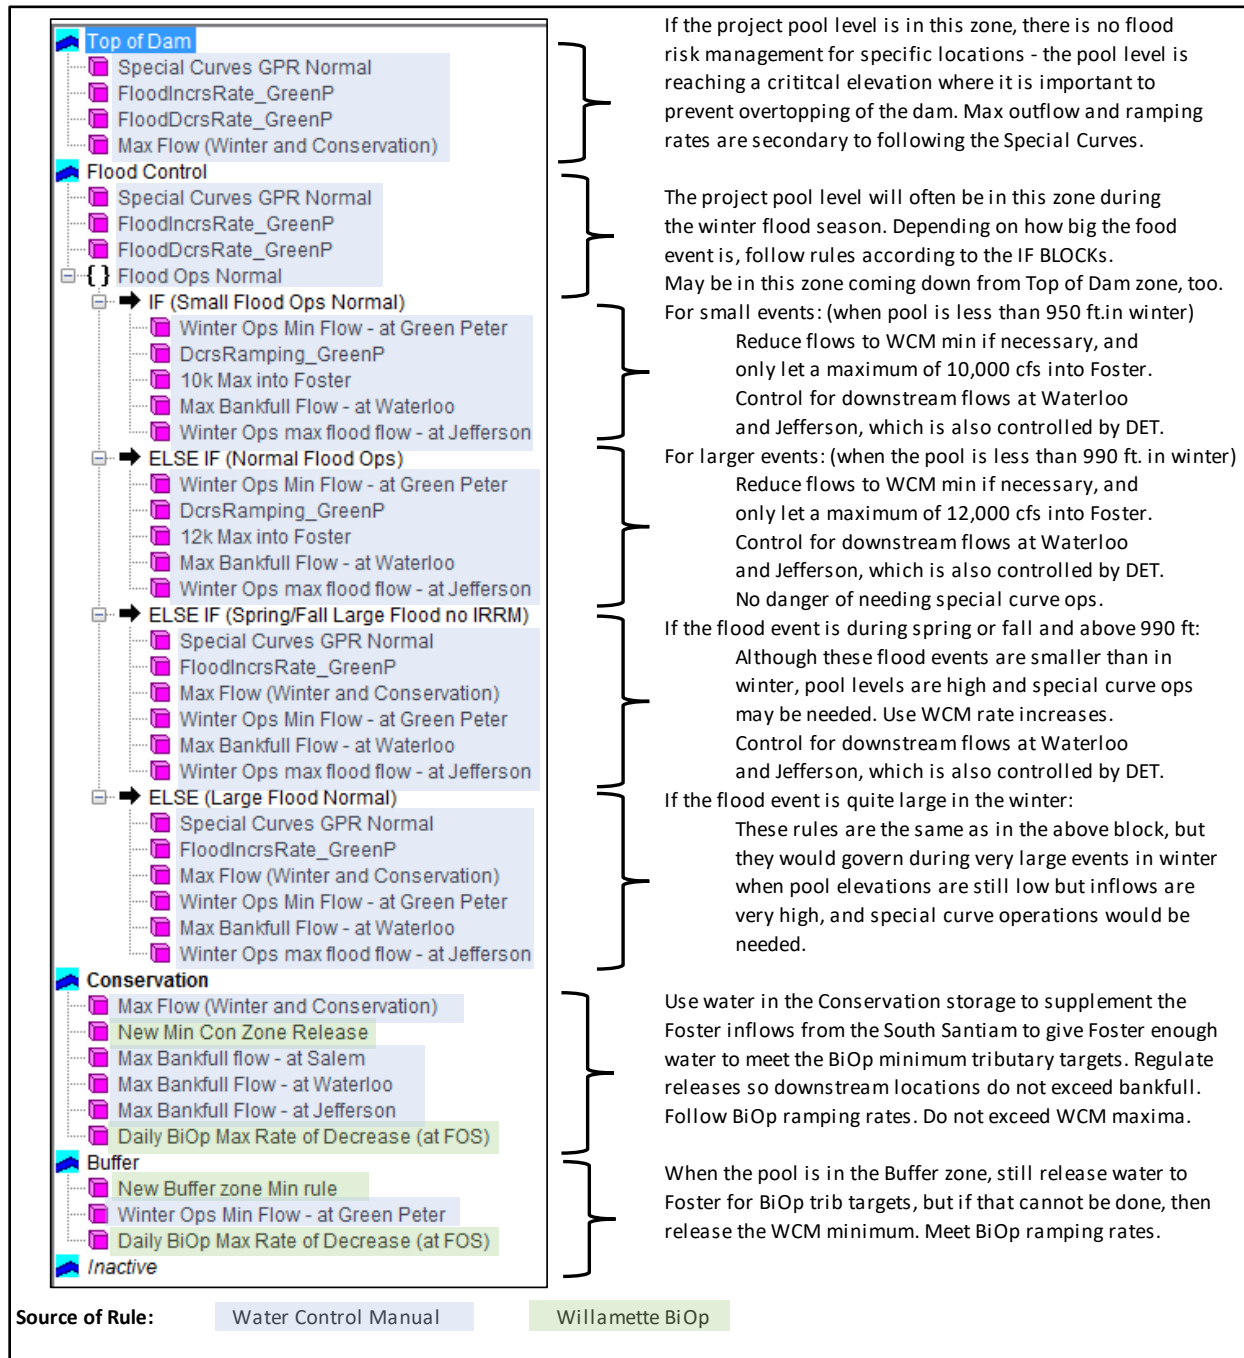 Top of Dam
Special Curves GPR Normal
FloodIncrsRate_GreenP
FloodDcrsRate_GreenP
Max Flow (Winter and Conservation)
If the project pool level is in this zone, there is no flood
risk management for specific locations - the pool level is
reaching a crititcal elevation where it is important to
prevent overtopping of the dam. Max outflow and ramping
rates are secondary to following the Special Curves.
Flood Control
Special Curves GPR Normal
FloodIncrsRate_GreenP
FloodDcrsRate_GreenP
{ } Flood Ops Normal
The project pool level will often be in this zone during
the winter flood season. Depending on how big the food
event is, follow rules according to the IF BLOCKs.
May be in this zone coming down from Top of Dam zone, too.
IF (Small Flood Ops Normal)
Winter Ops Min Flow - at Green Peter
DcrsRamping_GreenP
10k Max into Foster
Max Bankfull Flow - at Waterloo
Winter Ops max flood flow - at Jefferson
For small events: (when pool is less than 950 ft.in winter)
Reduce flows to WCM min if necessary, and
only let a maximum of 10,000 cfs into Foster.
Control for downstream flows at Waterloo
and Jefferson, which is also controlled by DET.
ELSE IF (Normal Flood Ops)
Winter Ops Min Flow - at Green Peter
DcrsRamping_GreenP
12k Max into Foster
Max Bankfull Flow - at Waterloo
Winter Ops max flood flow - at Jefferson
For larger events: (when the pool is less than 990 ft. in winter)
Reduce flows to WCM min if necessary, and
only let a maximum of 12,000 cfs into Foster.
Control for downstream flows at Waterloo
and Jefferson, which is also controlled by DET.
No danger of needing special curve ops.
ELSE IF (Spring/Fall Large Flood no IRRM)
Special Curves GPR Normal
FloodIncrsRate_GreenP
Max Flow (Winter and Conservation)
Winter Ops Min Flow - at Green Peter
Max Bankfull Flow - at Waterloo
Winter Ops max flood flow - at Jefferson
If the flood event is during spring or fall and above 990 ft:
Although these flood events are smaller than in
winter, pool levels are high and special curve ops
may be needed. Use WCM rate increases.
Control for downstream flows at Waterloo
and Jefferson, which is also controlled by DET.
ELSE (Large Flood Normal)
Special Curves GPR Normal
FloodIncrsRate_GreenP
Max Flow (Winter and Conservation)
Winter Ops Min Flow - at Green Peter
Max Bankfull Flow - at Waterloo
Winter Ops max flood flow - at Jefferson
If the flood event is quite large in the winter:
These rules are the same as in the above block, but
they would govern during very large events in winter
when pool elevations are still low but inflows are
very high, and special curve operations would be
needed.
Conservation
Max Flow (Winter and Conservation)
New Min Con Zone Release
Max Bankfull flow - at Salem
Max Bankfull Flow - at Waterloo
Max Bankfull Flow - at Jefferson
Daily BiOp Max Rate of Decrease (at FOS)
Use water in the Conservation storage to supplement the
Foster inflows from the South Santiam to give Foster enough
water to meet the BiOp minimum tributary targets. Regulate
releases so downstream locations do not exceed bankfull.
Follow BiOp ramping rates. Do not exceed WCM maxima.
Buffer
New Buffer zone Min rule
Winter Ops Min Flow - at Green Peter
Daily BiOp Max Rate of Decrease (at FOS)
When the pool is in the Buffer zone, still release water to
Foster for BiOp trib targets, but if that cannot be done, then
release the WCM minimum. Meet BiOp ramping rates.
Inactive
Source of Rule: Water Control Manual Willamette BiOp